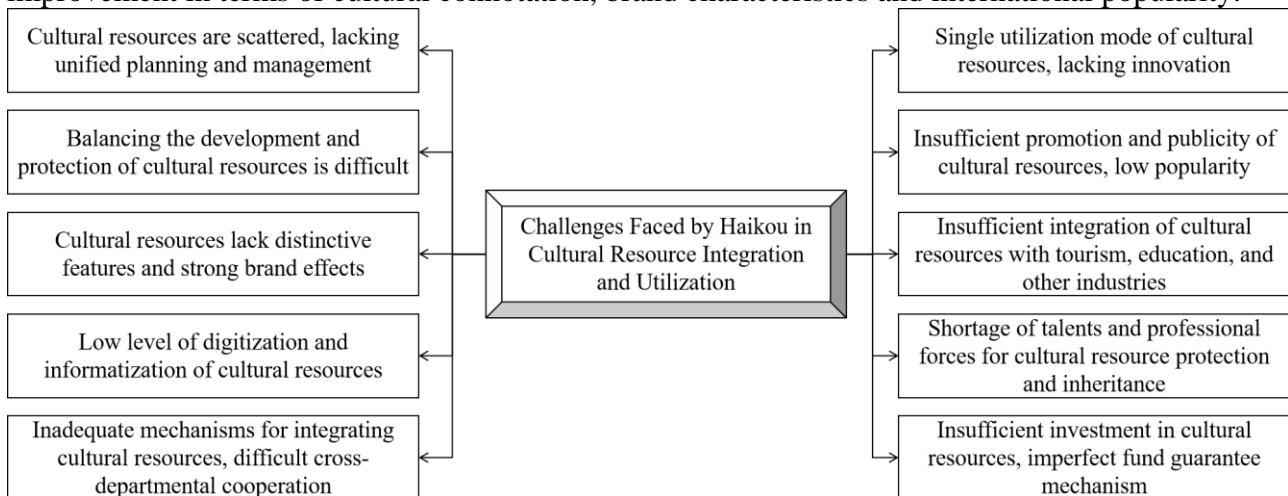 improvement in terms of cultural connotation, brand characteristics and international popularity.
Cultural resources are scattered, lacking
unified planning and management
Balancing the development and
protection of cultural resources is difficult
Cultural resources lack distinctive
features and strong brand effects
Low level of digitization and
informatization of cultural resources
Inadequate mechanisms for integrating
cultural resources, difficult cross-
departmental cooperation
Challenges Faced by Haikou in
Cultural Resource Integration
and Utilization
Single utilization mode of cultural
resources, lacking innovation
Insufficient promotion and publicity of
cultural resources, low popularity
Insufficient integration of cultural
resources with tourism, education, and
other industries
Shortage of talents and professional
forces for cultural resource protection
and inheritance
Insufficient investment in cultural
resources, imperfect fund guarantee
mechanism